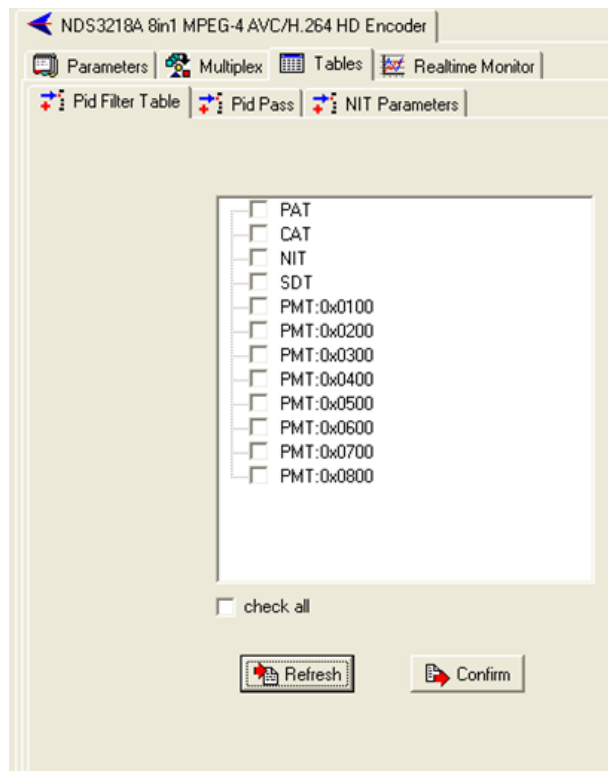 NDS3218A 8in1 MPEG-4 AVC/H.264 HD Encoder
Parameters Multiplex Tables Realtime Monitor
Pid Filter Table Pid Pass NIT Parameters
PAT
CAT
NIT
SDT
PMT:0x0100
PMT:0x0200
PMT:0x0300
PMT:0x0400
PMT:0x0500
PMT:0x0600
PMT:0x0700
PMT:0x0800
check all
Refresh Confirm